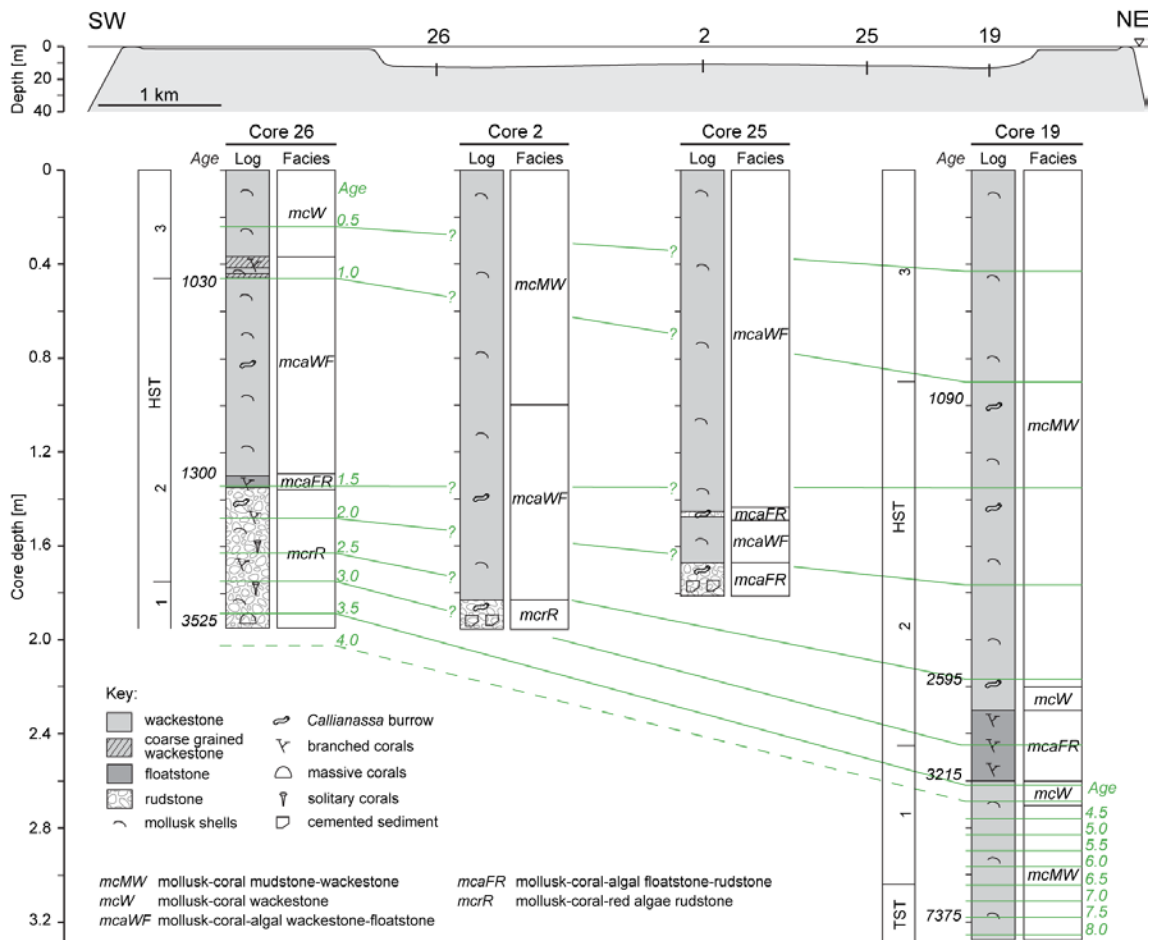 SW
NE
26
2
25
19
Depth [m]
0
20
40
1 km
Core 26
Core 2
Core 25
Core 19
Age
Log
Facies
Log
Facies
Log
Facies
Age
Log
Facies
Core depth [m]
0
0.4
0.8
1.2
1.6
2.0
2.4
2.8
3.2
HST
3
2
1
1030
1300
3525
mcW
mcaWF
mcaFR
mcrR
Age
0.5
1.0
1.5
2.0
2.5
3.0
3.5
4.0
?
?
?
?
?
?
mcMW
mcaWF
mcrR
?
?
?
?
mcaWF
mcaFR
mcaWF
mcaFR
HST
3
2
1
TST
1090
2595
3215
7375
mcMW
mcW
mcaFR
mcW
mcMW
Age
4.5
5.0
5.5
6.0
6.5
7.0
7.5
8.0
Key:
wackestone
coarse grained
wackestone
floatstone
rudstone
mollusk shells
Callianassa burrow
branched corals
massive corals
solitary corals
cemented sediment
mcMW mollusk-coral mudstone-wackestone
mcW mollusk-coral wackestone
mcaWF mollusk-coral-algal wackestone-floatstone
mcaFR mollusk-coral-algal floatstone-rudstone
mcrR mollusk-coral-red algae rudstone